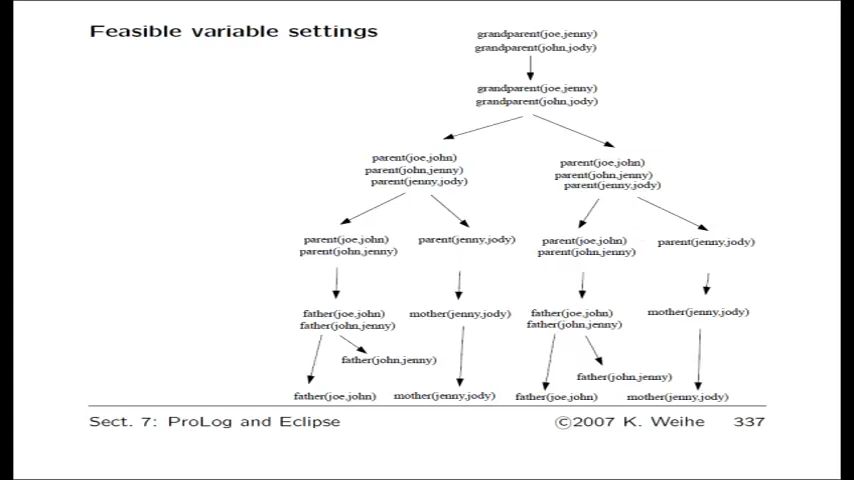 Feasible variable settings
grandparent(joe,jenny)
grandparent(john,jody)
grandparent(joe,jenny)
grandparent(john,jody)
parent(joe,john)
parent(john,jenny)
parent(jenny,jody)
parent(joe,john)
parent(john,jenny)
parent(jenny,jody)
parent(joe,john)
parent(john,jenny)
parent(jenny,jody)
parent(joe,john)
parent(john,jenny)
parent(jenny,jody)
father(joe,john)
father(john,jenny)
mother(jenny,jody)
father(joe,john)
father(john,jenny)
mother(jenny,jody)
father(john,jenny)
father(john,jenny)
father(joe,john)
mother(jenny,jody)
father(joe,john)
mother(jenny,jody)
Sect. 7: ProLog and Eclipse
©2007 K. Weihe
337